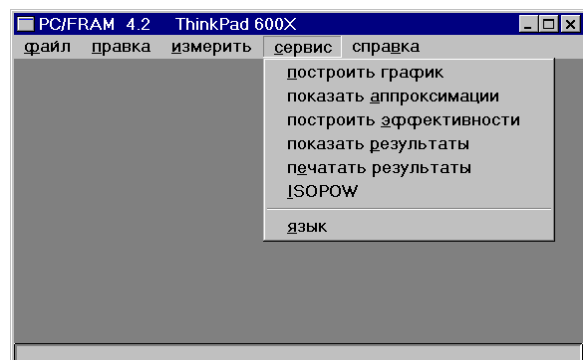 PC/FRAM 4.2 ThinkPad 600X
файл правка измерить сервис справка
построить график
показать аппроксимации
построить эффективности
показать результаты
печатать результаты
ISOPOW
язык